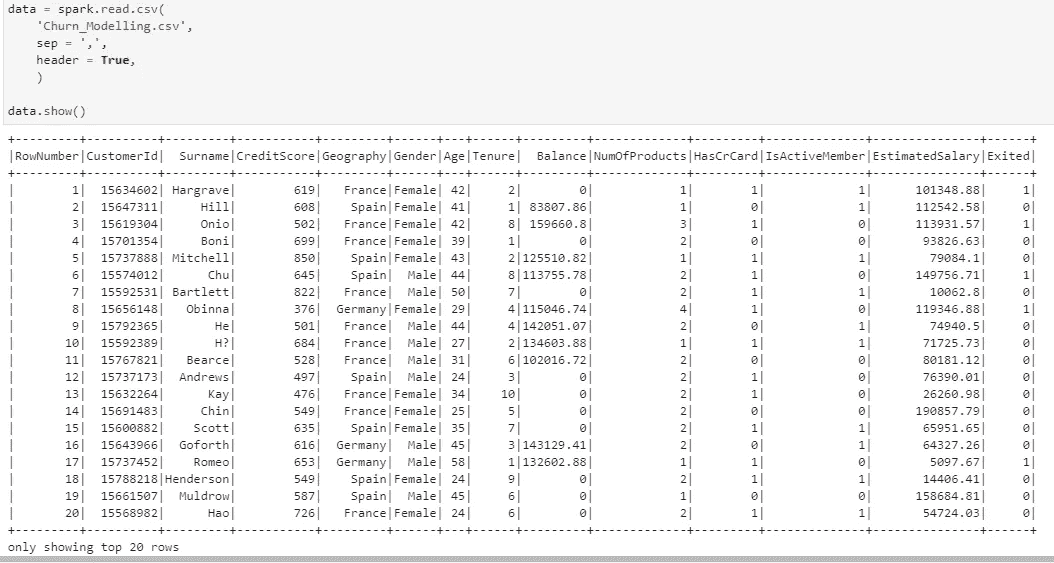 data = spark.read.csv(
    'Churn_Modelling.csv',
    sep = ',',
    header = True,
    )

data.show()
+---------+----------+---------+-----------+---------+------+---+------+---------+-------------+---------+--------------+---------------+------+
|RowNumber|CustomerId|  Surname|CreditScore|Geography|Gender|Age|Tenure|  Balance|NumOfProducts|HasCrCard|IsActiveMember|EstimatedSalary|Exited|
+---------+----------+---------+-----------+---------+------+---+------+---------+-------------+---------+--------------+---------------+------+
|        1|  15634602| Hargrave|        619|   France|Female| 42|     2|        0|            1|        1|             1|      101348.88|     1|
|        2|  15647311|     Hill|        608|    Spain|Female| 41|     1| 83807.86|            1|        0|             1|      112542.58|     0|
|        3|  15619304|     Onio|        502|   France|Female| 42|     8| 159660.8|            3|        1|             0|      113931.57|     1|
|        4|  15701354|     Boni|        699|   France|Female| 39|     1|        0|            2|        0|             0|       93826.63|     0|
|        5|  15737888| Mitchell|        850|    Spain|Female| 43|     2|125510.82|            1|        1|             1|        79084.1|     0|
|        6|  15574012|      Chu|        645|    Spain|  Male| 44|     8|113755.78|            2|        1|             0|      149756.71|     1|
|        7|  15592531| Bartlett|        822|   France|  Male| 50|     7|        0|            2|        1|             1|        10062.8|     0|
|        8|  15656148|   Obinna|        376|  Germany|Female| 29|     4|115046.74|            4|        1|             0|      119346.88|     1|
|        9|  15792365|       He|        501|   France|  Male| 44|     4|142051.07|            2|        0|             1|        74940.5|     0|
|       10|  15592389|       H?|        684|   France|  Male| 27|     2|134603.88|            1|        1|             1|       71725.73|     0|
|       11|  15767821|   Bearce|        528|   France|  Male| 31|     6|102016.72|            2|        0|             0|       80181.12|     0|
|       12|  15737173|  Andrews|        497|    Spain|  Male| 24|     3|        0|            2|        1|             0|       76390.01|     0|
|       13|  15632264|      Kay|        476|   France|Female| 34|    10|        0|            2|        1|             0|       26260.98|     0|
|       14|  15691483|     Chin|        549|   France|Female| 25|     5|        0|            2|        0|             0|      190857.79|     0|
|       15|  15600882|    Scott|        635|    Spain|Female| 35|     7|        0|            2|        1|             1|       65951.65|     0|
|       16|  15643966| Goforth|        616|  Germany|  Male| 45|     3|143129.41|            2|        0|             1|       64327.26|     0|
|       17|  15737452|    Romeo|        653|  Germany|  Male| 58|     1|132602.88|            1|        1|             0|        5097.67|     1|
|       18|  15788218|Henderson|        549|    Spain|Female| 24|     9|        0|            2|        1|             1|       14406.41|     0|
|       19|  15661507|  Muldrow|        587|    Spain|  Male| 45|     6|        0|            1|        0|             0|      158684.81|     0|
|       20|  15568982|      Hao|        726|   France|Female| 24|     6|        0|            2|        1|             1|       54724.03|     0|
+---------+----------+---------+-----------+---------+------+---+------+---------+-------------+---------+--------------+---------------+------+
only showing top 20 rows